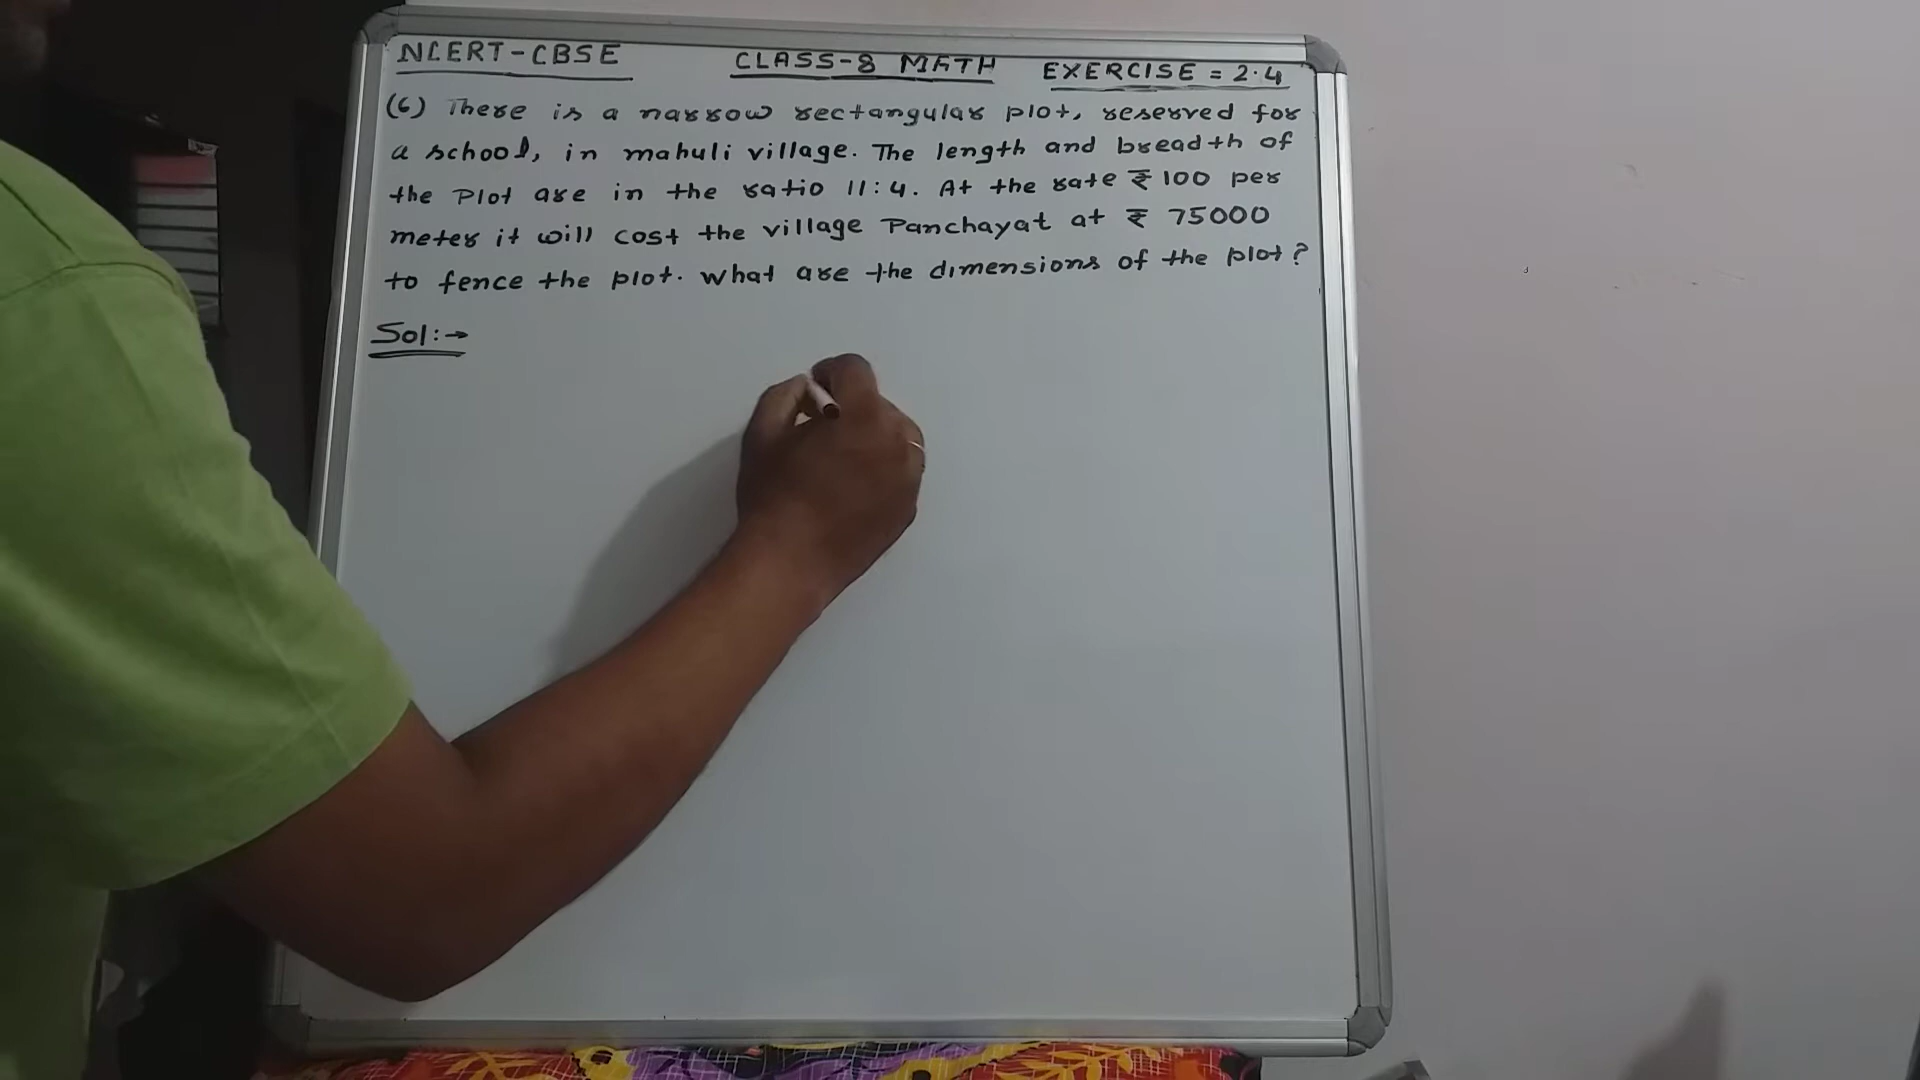 NCERT-CBSE CLASS-8 MATH EXERCISE = 2.4
(6) There is a narrow rectangular plot, reserved for
a school, in mahuli village. The length and breadth of
the Plot are in the ratio 11:4. At the rate ₹ 100 per
meter it will cost the village Panchayat at ₹ 75000
to fence the plot. What are the dimensions of the plot?
Sol:→